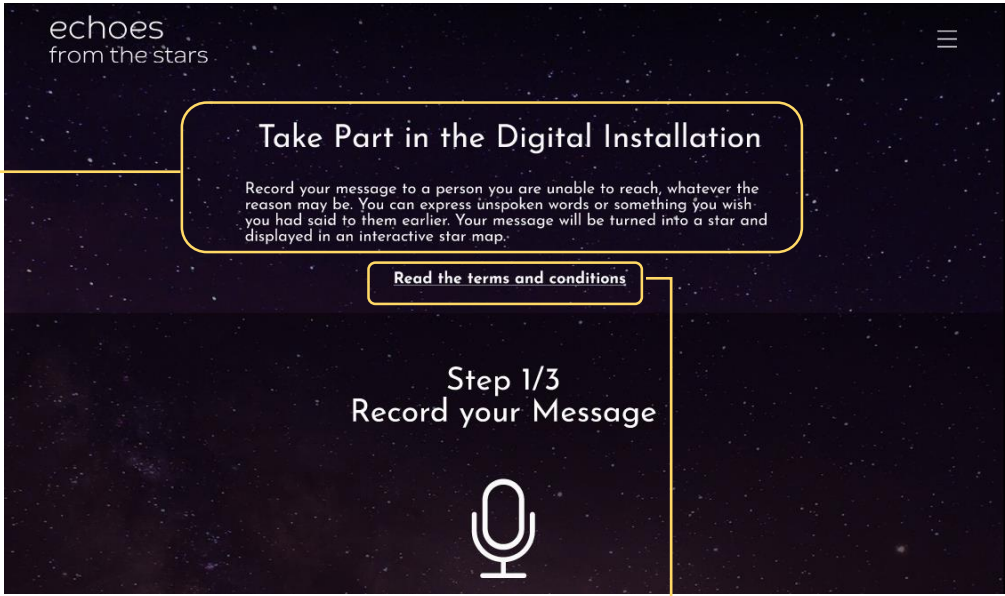 echoes
from the stars
Take Part in the Digital Installation
Record your message to a person you are unable to reach, whatever the
reason may be. You can express unspoken words or something you wish
you had said to them earlier. Your message will be turned into a star and
displayed in an interactive star map.
Read the terms and conditions
Step 1/3
Record your Message